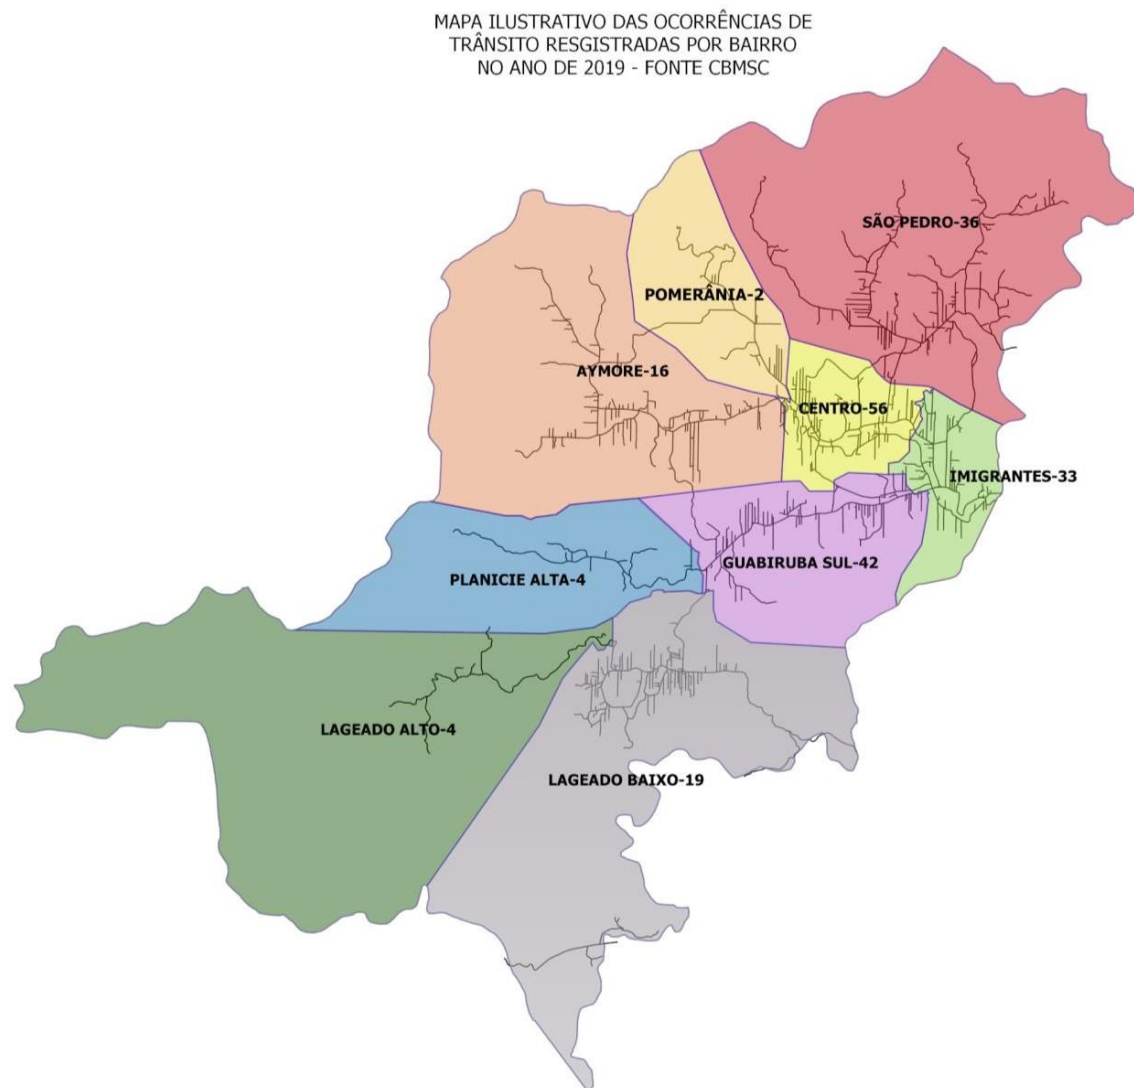 MAPA ILUSTRATIVO DAS OCORRÊNCIAS DE
TRÂNSITO RESGISTRADAS POR BAIRRO
NO ANO DE 2019 - FONTE CBMSC
SÃO PEDRO-36
POMERÂNIA-2
AYMORE-16
CENTRO-56
IMIGRANTES-33
GUABIRUBA SUL-42
PLANICIE ALTA-4
LAGEADO ALTO-4
LAGEADO BAIXO-19